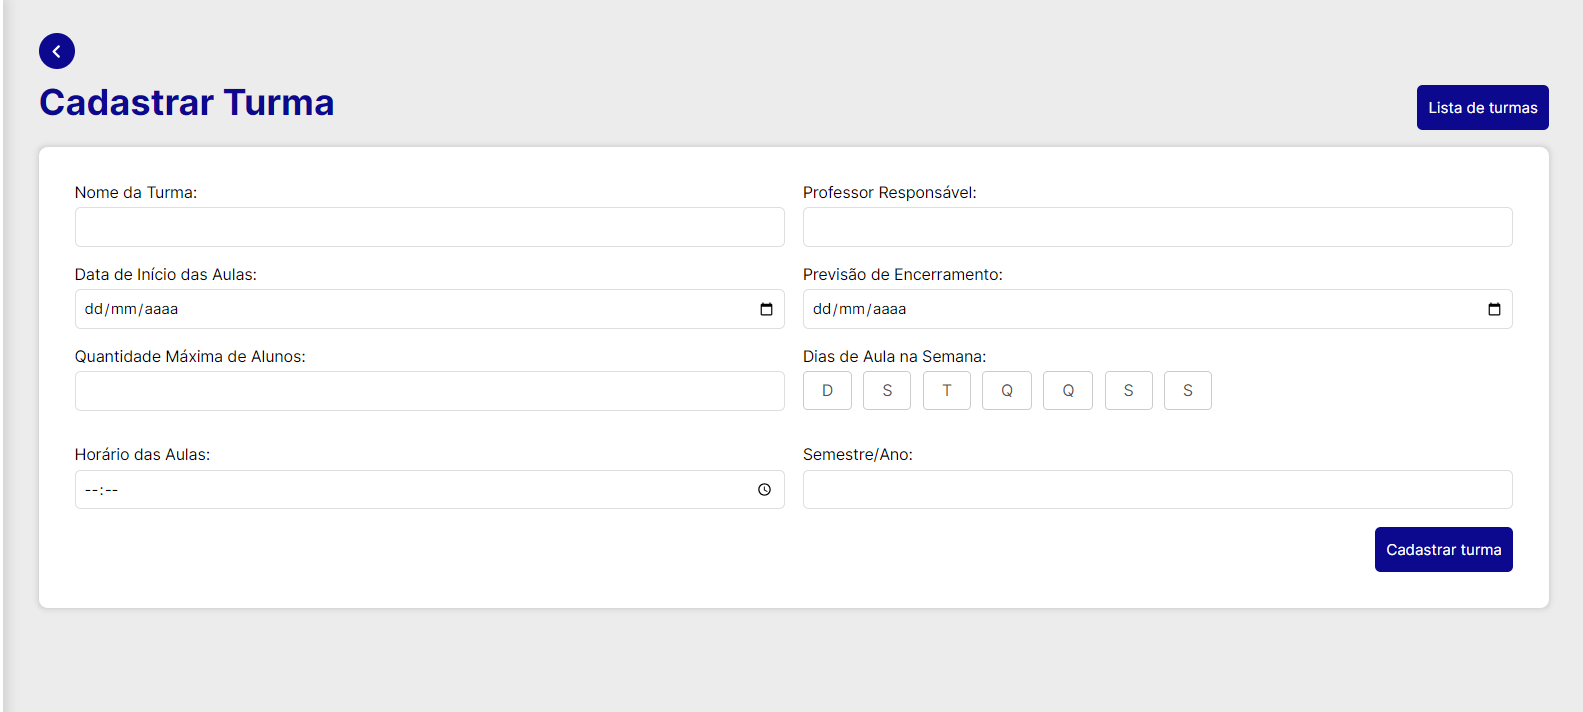 Cadastrar Turma
Lista de turmas
Nome da Turma:
Professor Responsável:
Data de Início das Aulas:
Previsão de Encerramento:
dd/mm/aaaa
dd/mm/aaaa
Quantidade Máxima de Alunos:
Dias de Aula na Semana:
D S T Q Q S S
Horário das Aulas:
Semestre/Ano:
--:--
Cadastrar turma